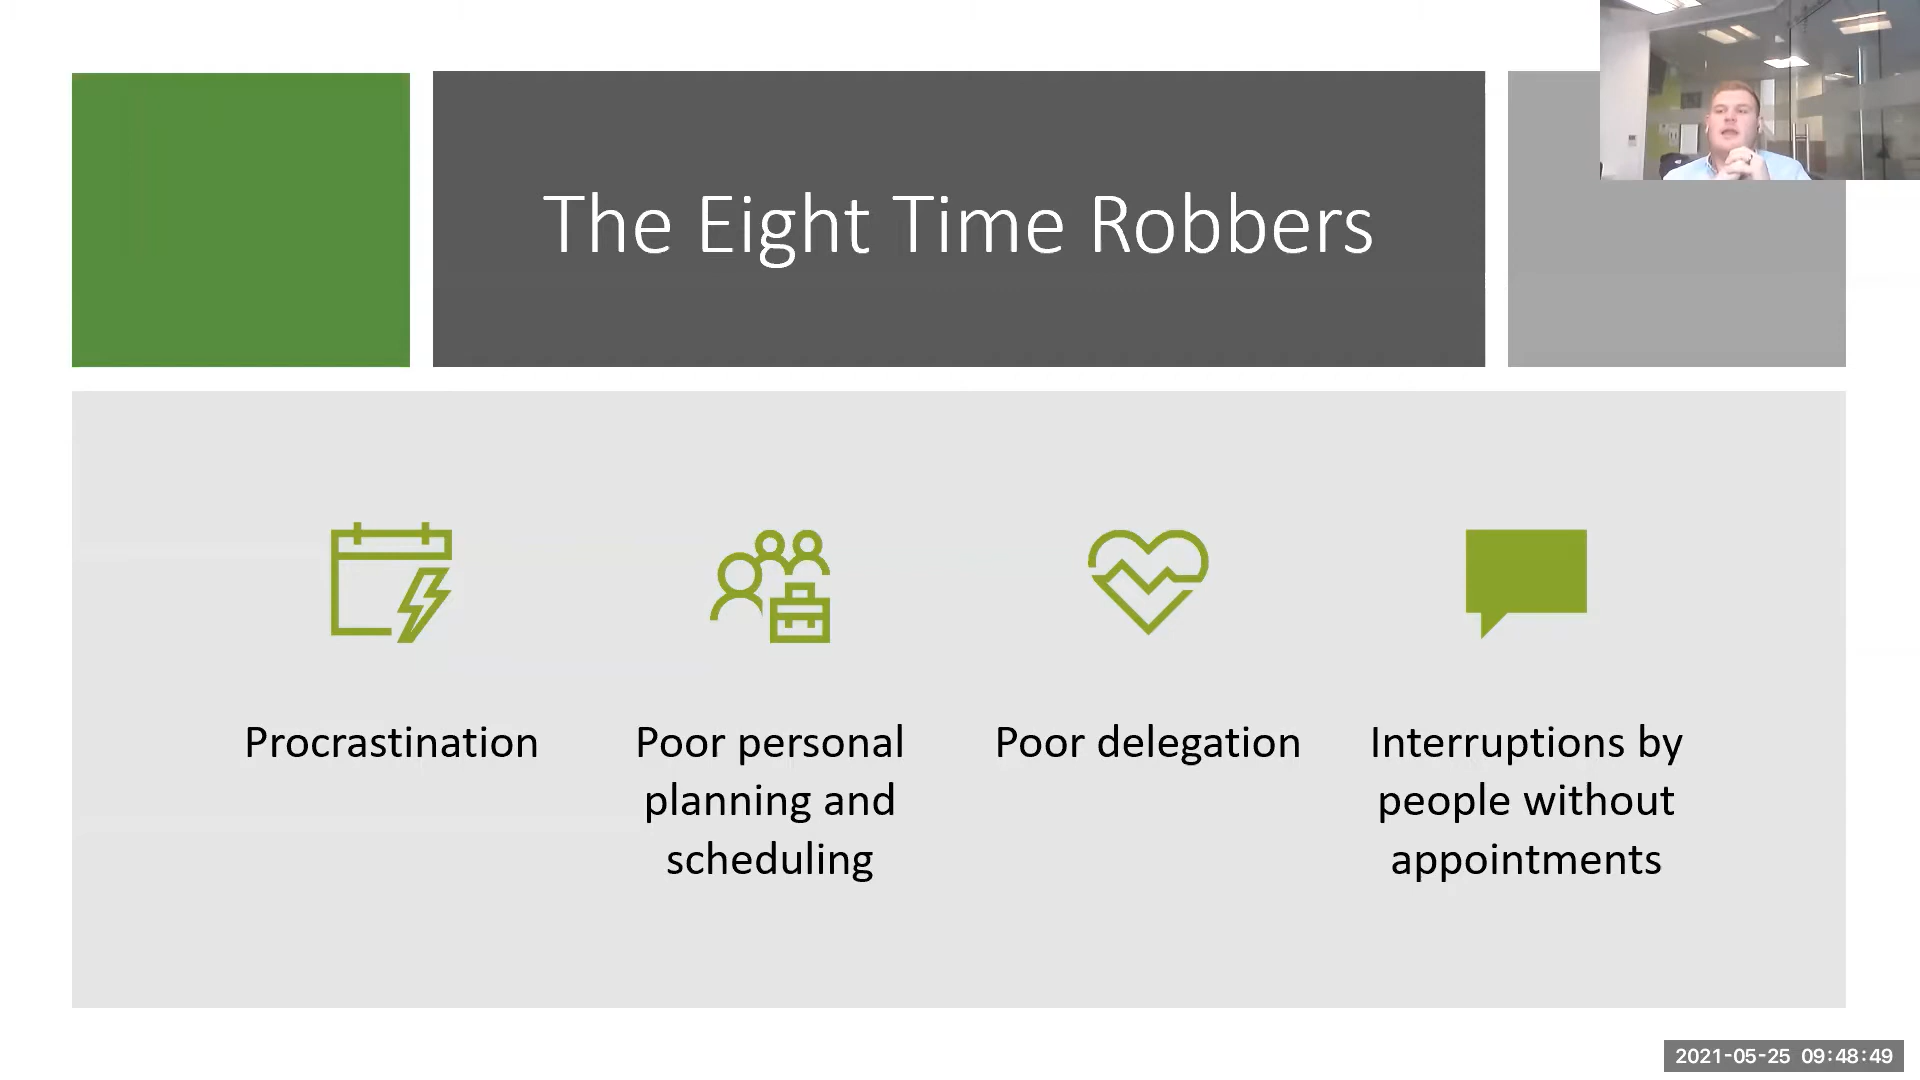 The Eight Time Robbers
Procrastination
Poor personal
planning and
scheduling
Poor delegation
Interruptions by
people without
appointments
2021-05-25 09:48:49